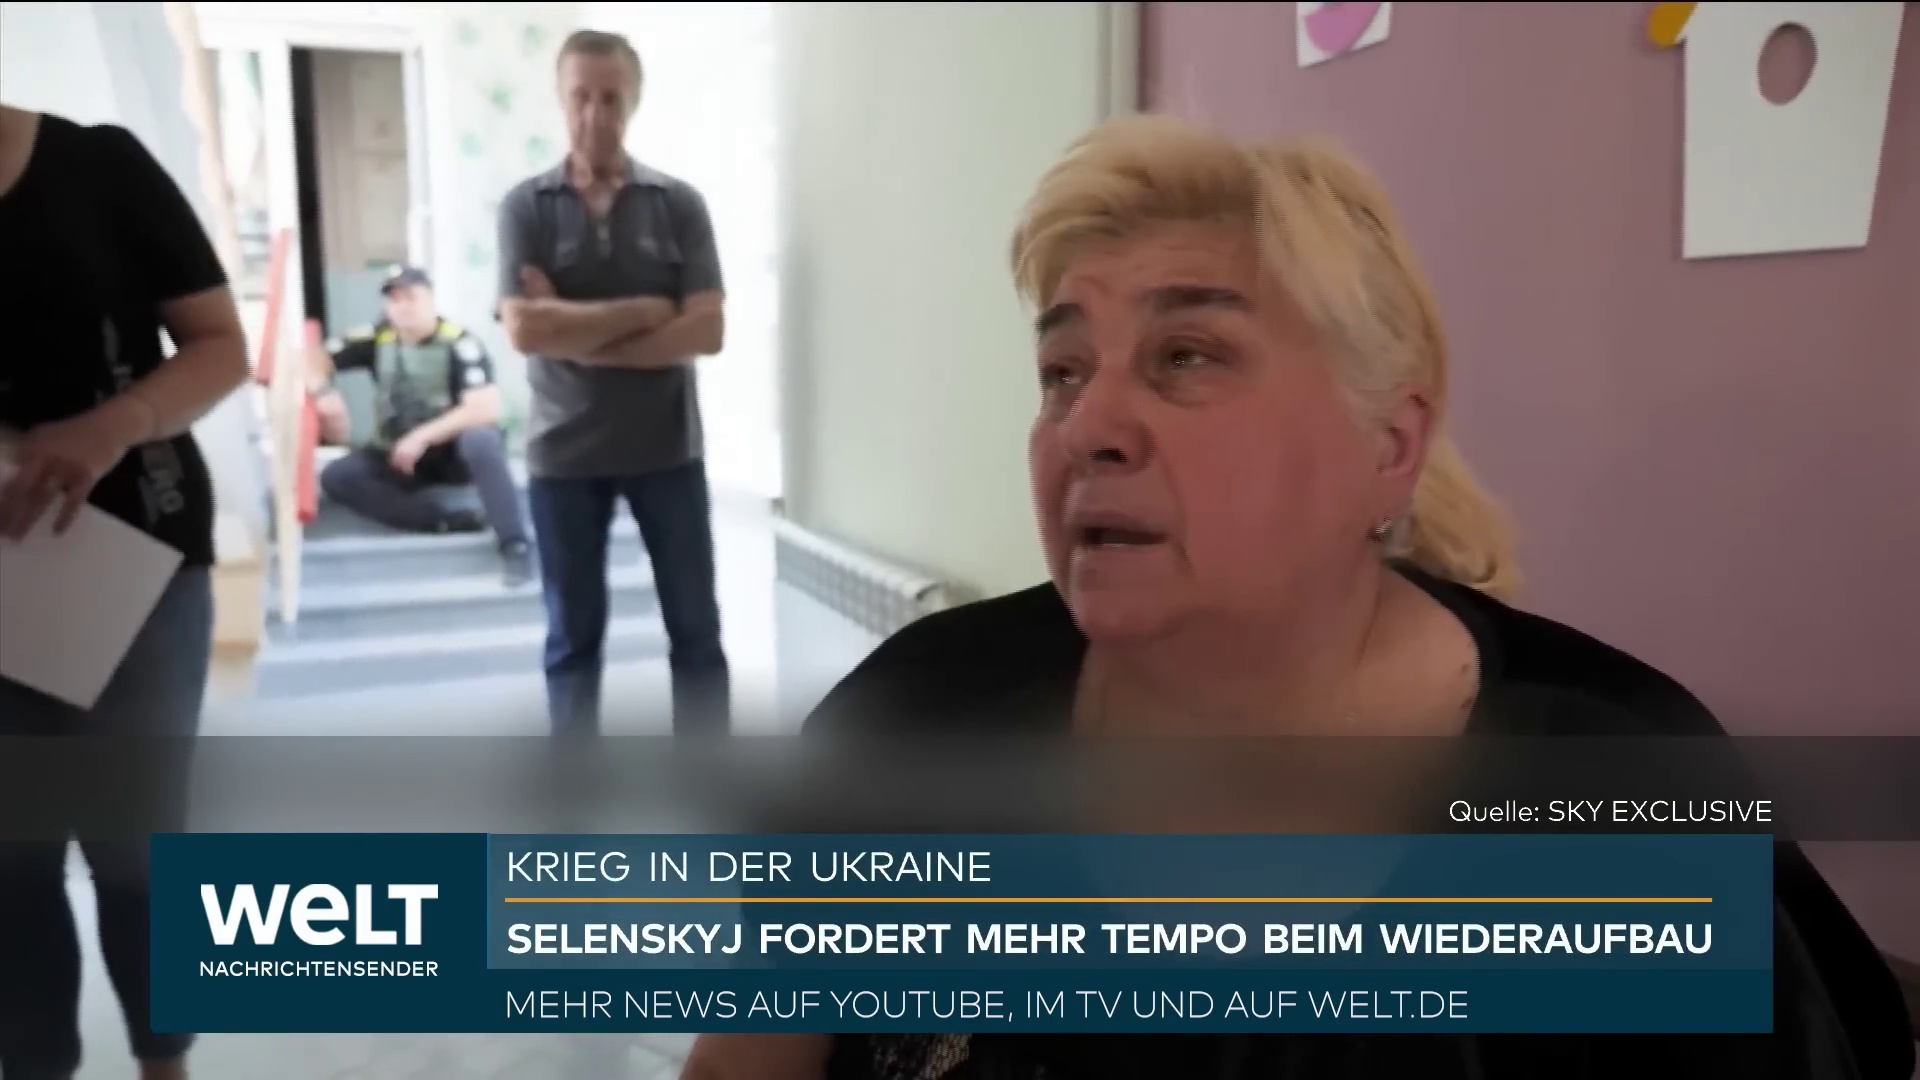 Quelle: SKY EXCLUSIVE
KRIEG IN DER UKRAINE
SELENSKYJ FORDERT MEHR TEMPO BEIM WIEDERAUFBAU
MEHR NEWS AUF YOUTUBE, IM TV UND AUF WELT.DE
WELT
NACHRICHTENSENDER